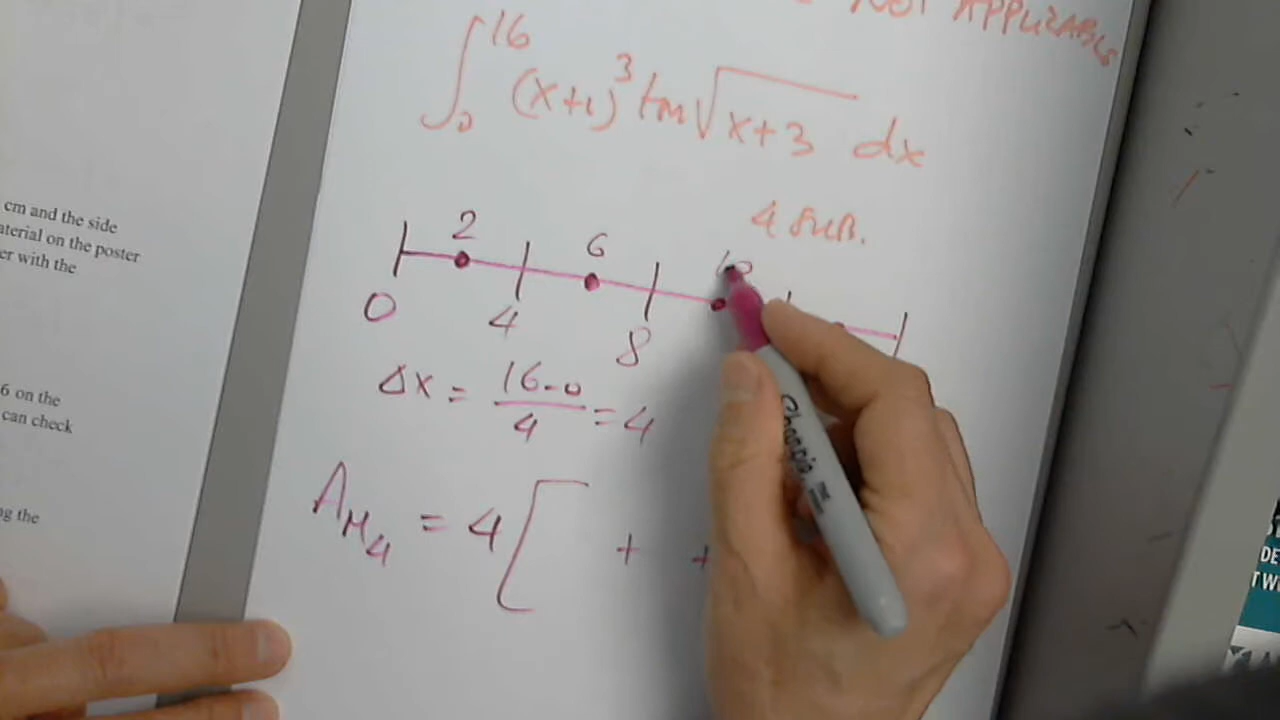 NOT APPLICABLE
∫₀¹⁶ (x+1)³ tan√(x+3) dx
4 SUB.
2 6 10
0 4 8
Δx = (16-0)/4 = 4
A_M₄ = 4 [ + +
cm and the side
aterial on the poster
er with the
6 on the
can check
ng the
Sharpie